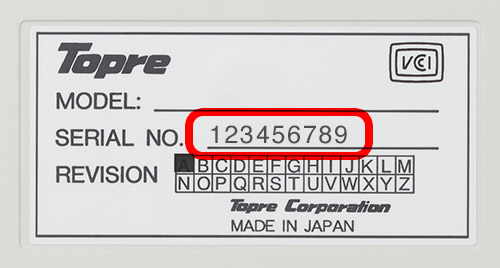 Topre
VCI
MODEL:
SERIAL NO. 123456789
REVISION A B C D E F G H I J K L M
N O P Q R S T U V W X Y Z
Topre Corporation
MADE IN JAPAN